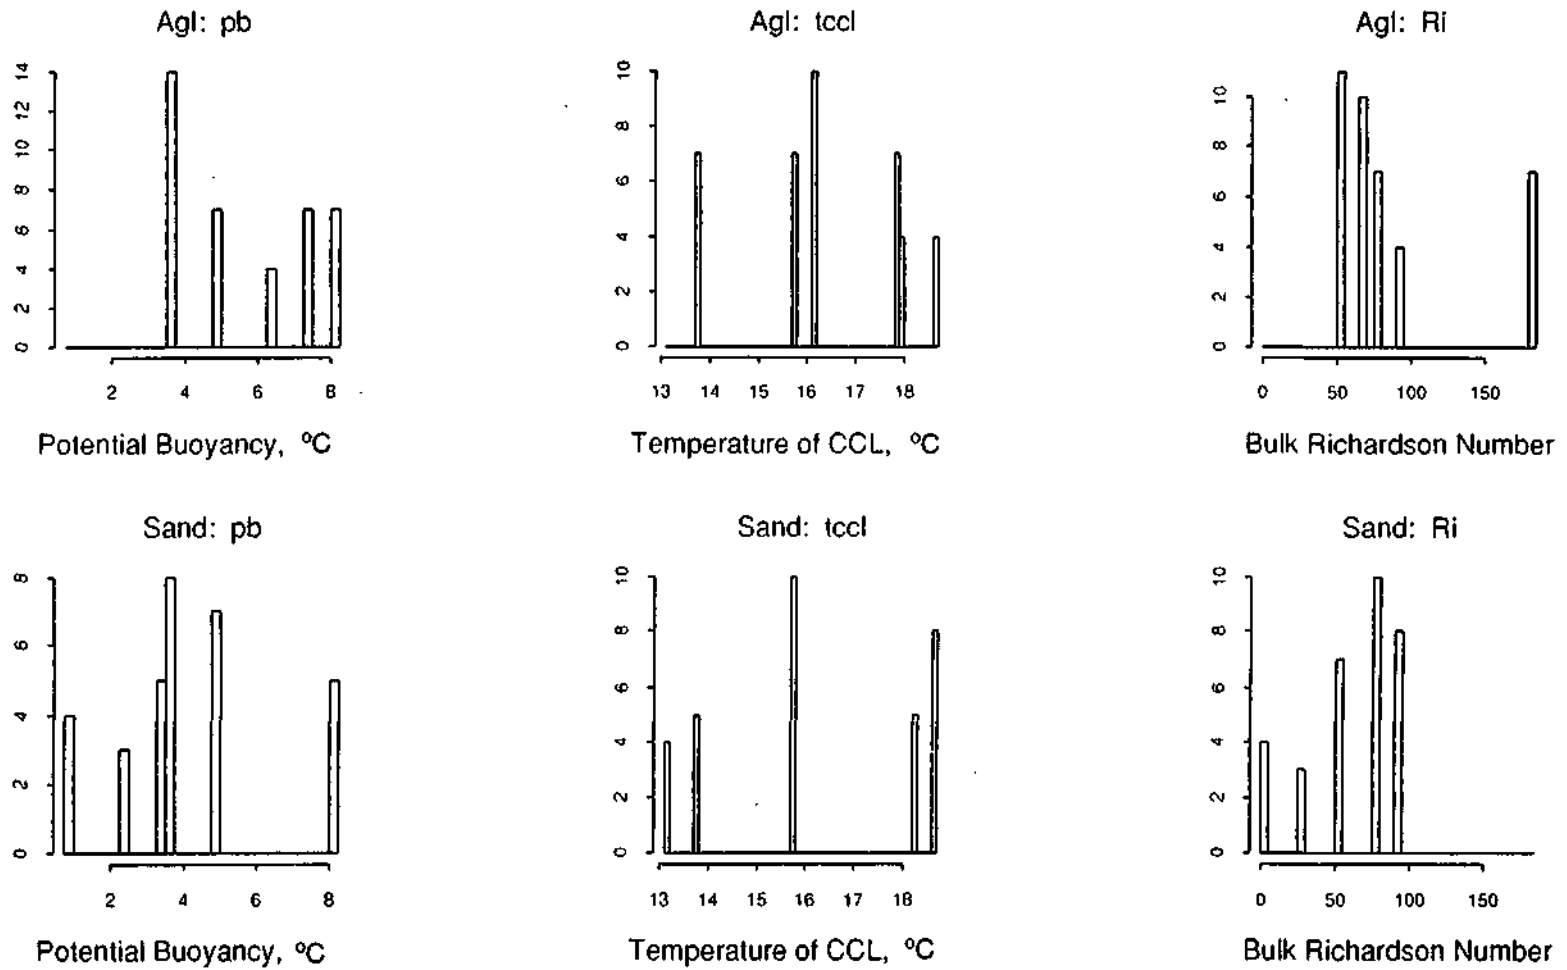 Agl: pb
Agl: tccl
Agl: Ri
14
12
10
8
6
4
2
0
2 4 6 8
10
8
6
4
2
0
13 14 15 16 17 18
10
8
6
4
2
0
0 50 100 150
Potential Buoyancy, ºC
Temperature of CCL, ºC
Bulk Richardson Number
Sand: pb
Sand: tccl
Sand: Ri
8
6
4
2
0
2 4 6 8
10
8
6
4
2
0
13 14 15 16 17 18
10
8
6
4
2
0
0 50 100 150
Potential Buoyancy, ºC
Temperature of CCL, ºC
Bulk Richardson Number